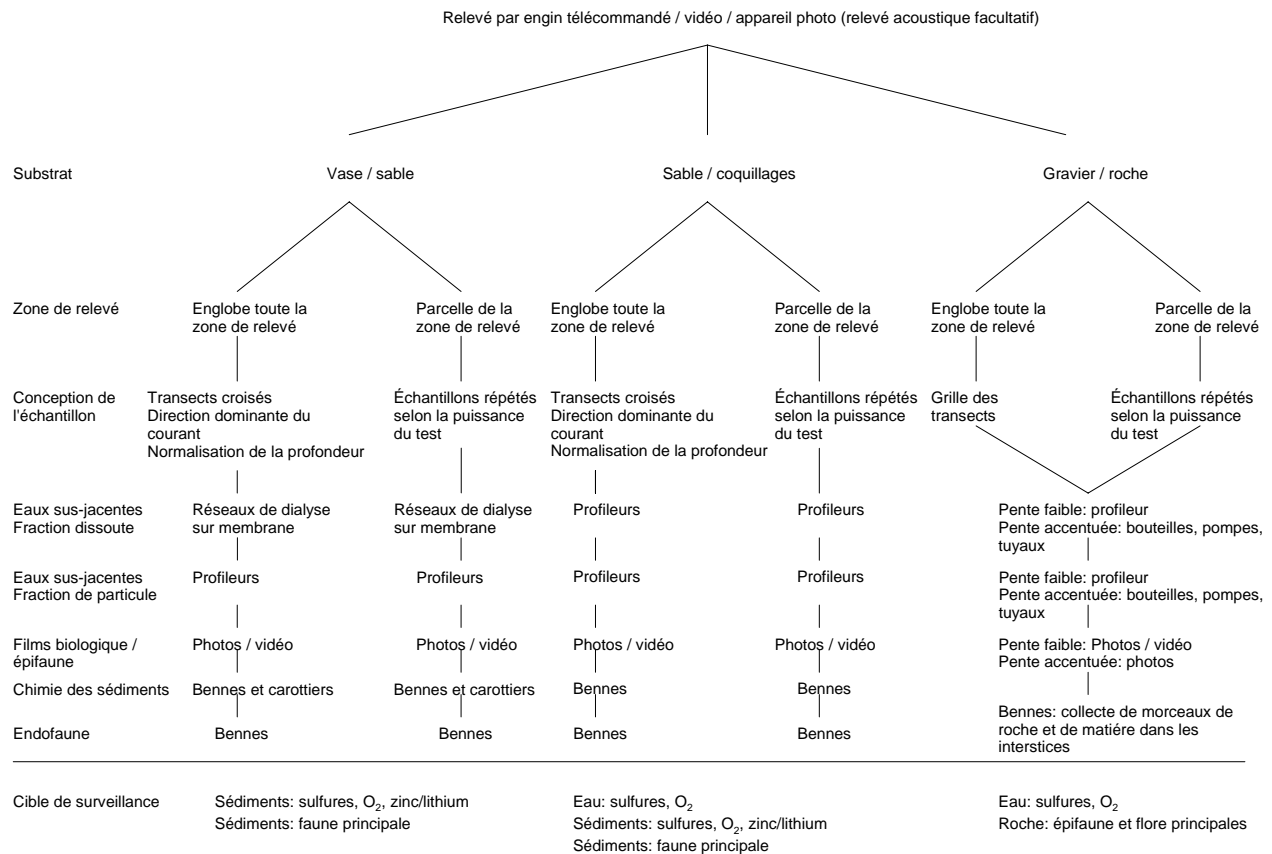 Relevé par engin télécommandé / vidéo / appareil photo (relevé acoustique facultatif)
Substrat Vase / sable Sable / coquillages Gravier / roche
Zone de relevé Englobe toute la Parcelle de la Englobe toute la Parcelle de la Englobe toute la Parcelle de la
zone de relevé zone de relevé zone de relevé zone de relevé zone de relevé zone de relevé
Conception de Transects croisés Échantillons répétés Transects croisés Échantillons répétés Grille des Échantillons répétés
l'échantillon Direction dominante du selon la puissance Direction dominante du selon la puissance transects selon la puissance
courant du test courant du test du test
Normalisation de la profondeur Normalisation de la profondeur
Eaux sus-jacentes Réseaux de dialyse Réseaux de dialyse Profileurs Profileurs Pente faible: profileur
Fraction dissoute sur membrane sur membrane Pente accentuée: bouteilles, pompes,
tuyaux
Eaux sus-jacentes Profileurs Profileurs Profileurs Profileurs Pente faible: profileur
Fraction de particule Pente accentuée: bouteilles, pompes,
tuyaux
Films biologique / Photos / vidéo Photos / vidéo Photos / vidéo Photos / vidéo Pente faible: Photos / vidéo
épifaune Pente accentuée: photos
Chimie des sédiments Bennes et carottiers Bennes et carottiers Bennes Bennes
Bennes: collecte de morceaux de
Endofaune Bennes Bennes Bennes Bennes roche et de matiére dans les
interstices
Cible de surveillance Sédiments: sulfures, O2, zinc/lithium Eau: sulfures, O2 Eau: sulfures, O2
Sédiments: faune principale Sédiments: sulfures, O2, zinc/lithium Roche: épifaune et flore principales
Sédiments: faune principale